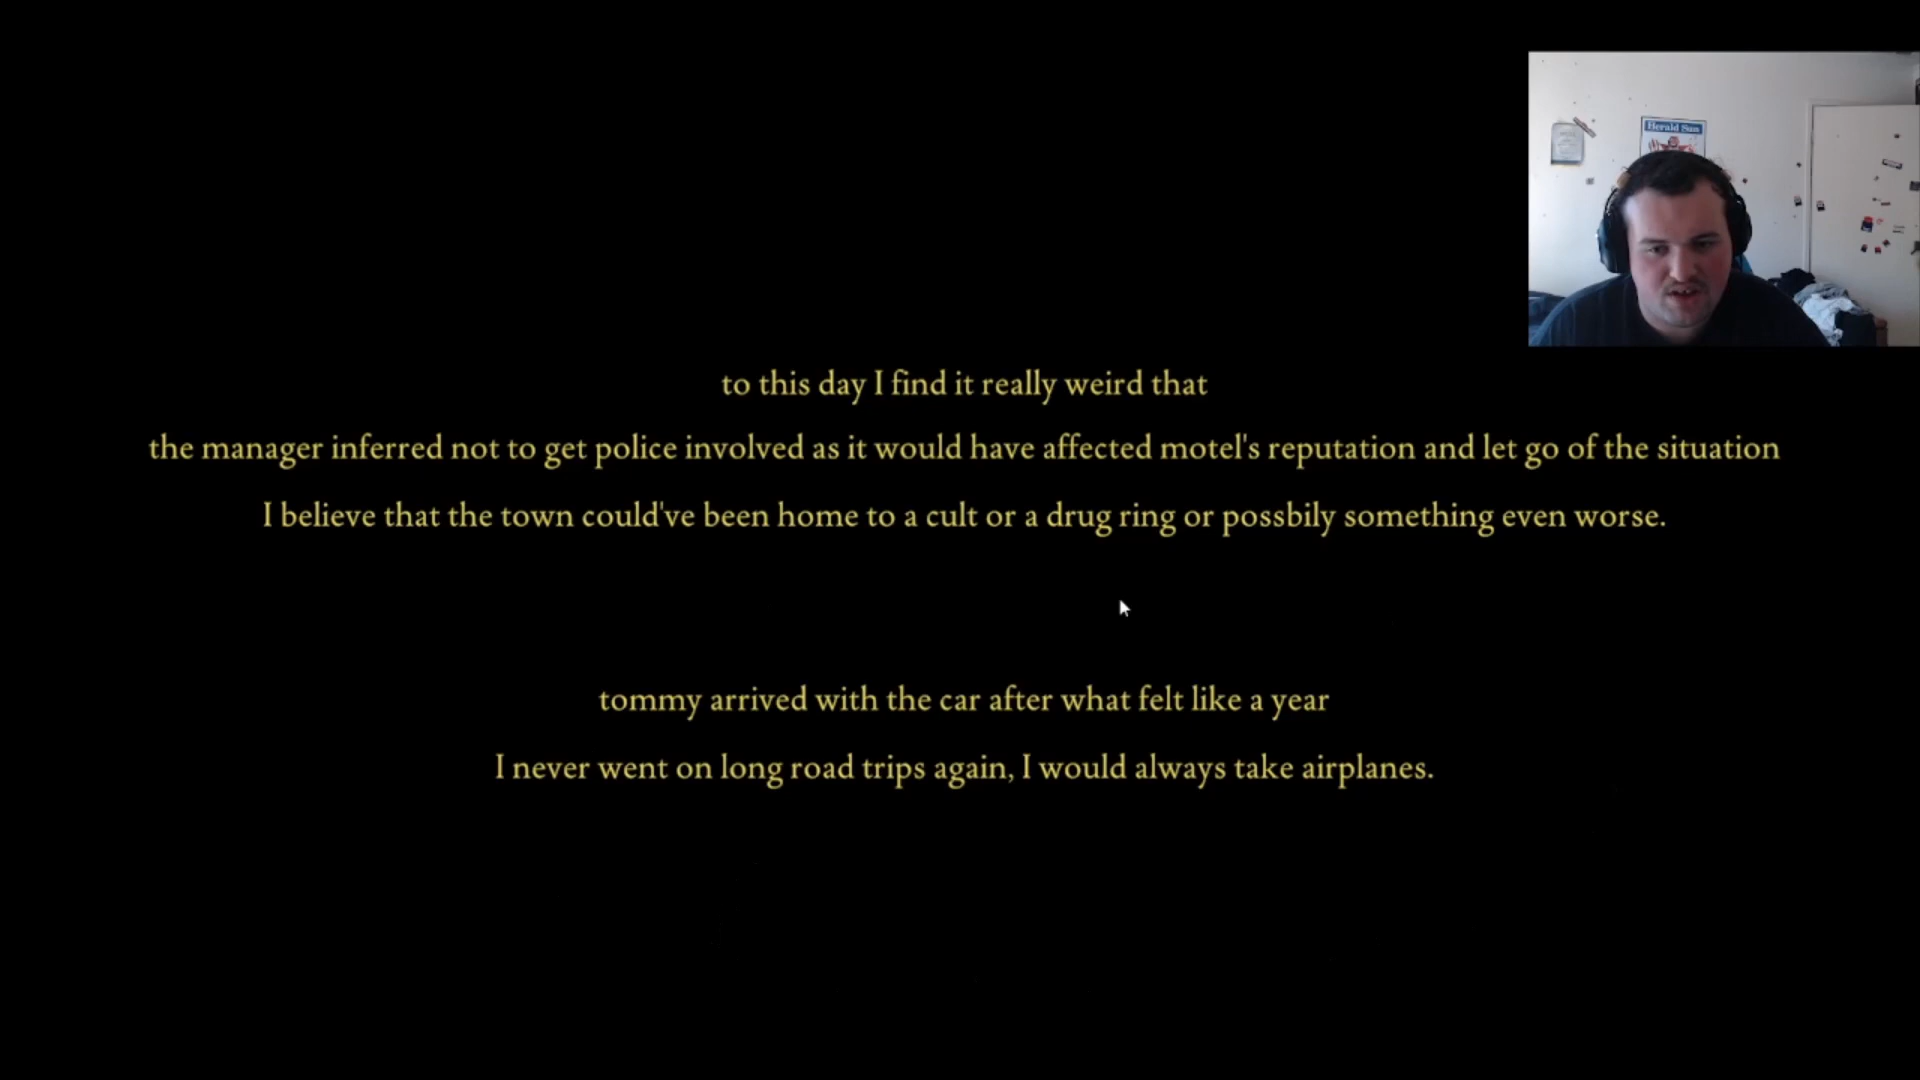 Herald Sun
to this day I find it really weird that
the manager inferred not to get police involved as it would have affected motel's reputation and let go of the situation
I believe that the town could've been home to a cult or a drug ring or possbily something even worse.
tommy arrived with the car after what felt like a year
I never went on long road trips again, I would always take airplanes.